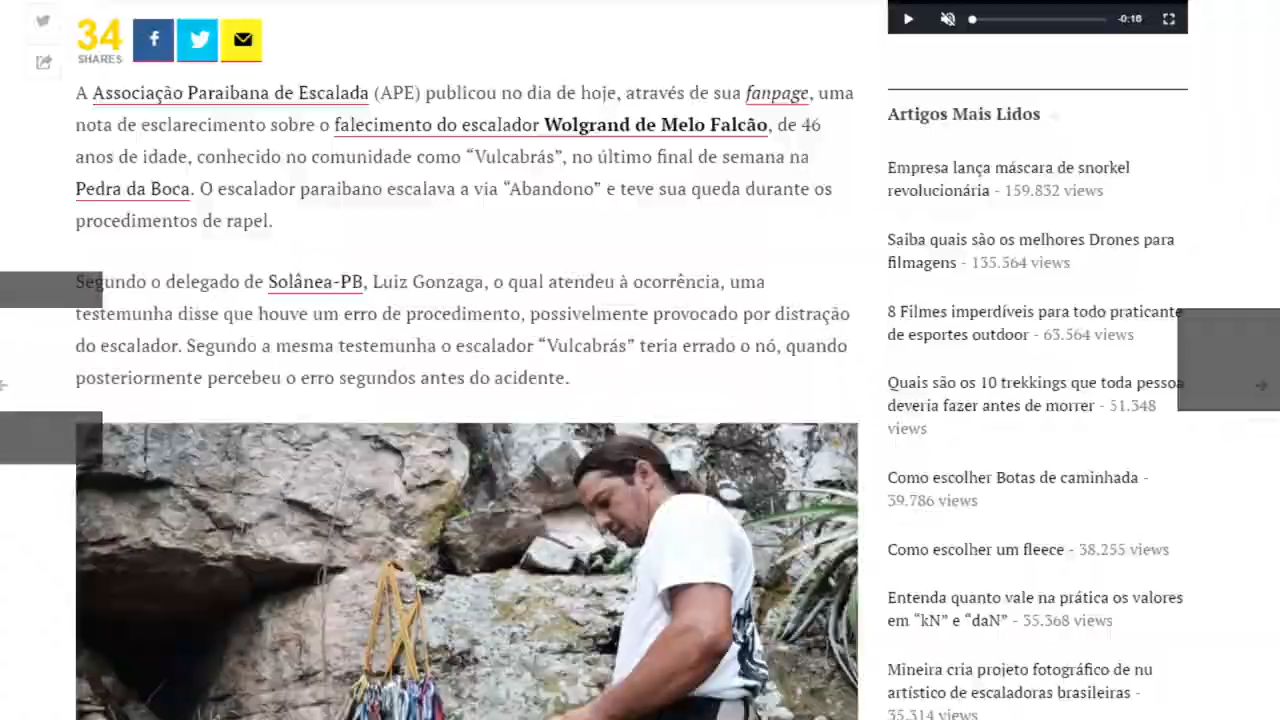 34
SHARES
A Associação Paraibana de Escalada (APE) publicou no dia de hoje, através de sua fanpage, uma
nota de esclarecimento sobre o falecimento do escalador Wolgrand de Melo Falcão, de 46
anos de idade, conhecido no comunidade como “Vulcabrás”, no último final de semana na
Pedra da Boca. O escalador paraibano escalava a via “Abandono” e teve sua queda durante os
procedimentos de rapel.
Segundo o delegado de Solânea-PB, Luiz Gonzaga, o qual atendeu à ocorrência, uma
testemunha disse que houve um erro de procedimento, possivelmente provocado por distração
do escalador. Segundo a mesma testemunha o escalador “Vulcabrás” teria errado o nó, quando
posteriormente percebeu o erro segundos antes do acidente.
-0:16
Artigos Mais Lidos
Empresa lança máscara de snorkel
revolucionária - 159.832 views
Saiba quais são os melhores Drones para
filmagens - 135.564 views
8 Filmes imperdíveis para todo praticante
de esportes outdoor - 63.564 views
Quais são os 10 trekkings que toda pessoa
deveria fazer antes de morrer - 51.348
views
Como escolher Botas de caminhada -
39.786 views
Como escolher um fleece - 38.255 views
Entenda quanto vale na prática os valores
em “kN” e “daN” - 35.368 views
Mineira cria projeto fotográfico de nu
artístico de escaladoras brasileiras -
35.314 views